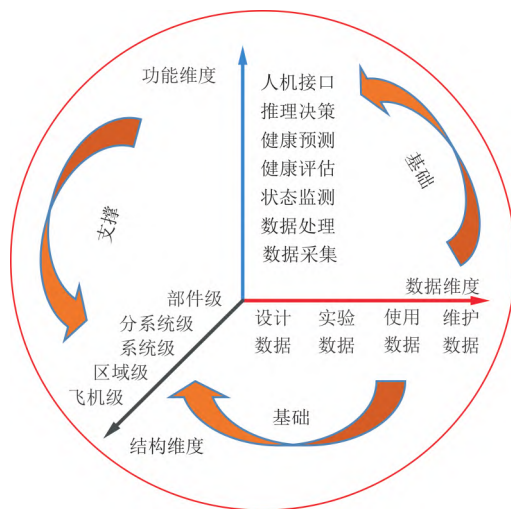 功能维度
人机接口
推理决策
健康预测
健康评估
状态监测
数据处理
数据采集
基础
支撑
数据维度
部件级
分系统级
系统级
区域级
飞机级
设计 实验 使用 维护
数据 数据 数据 数据
基础
结构维度